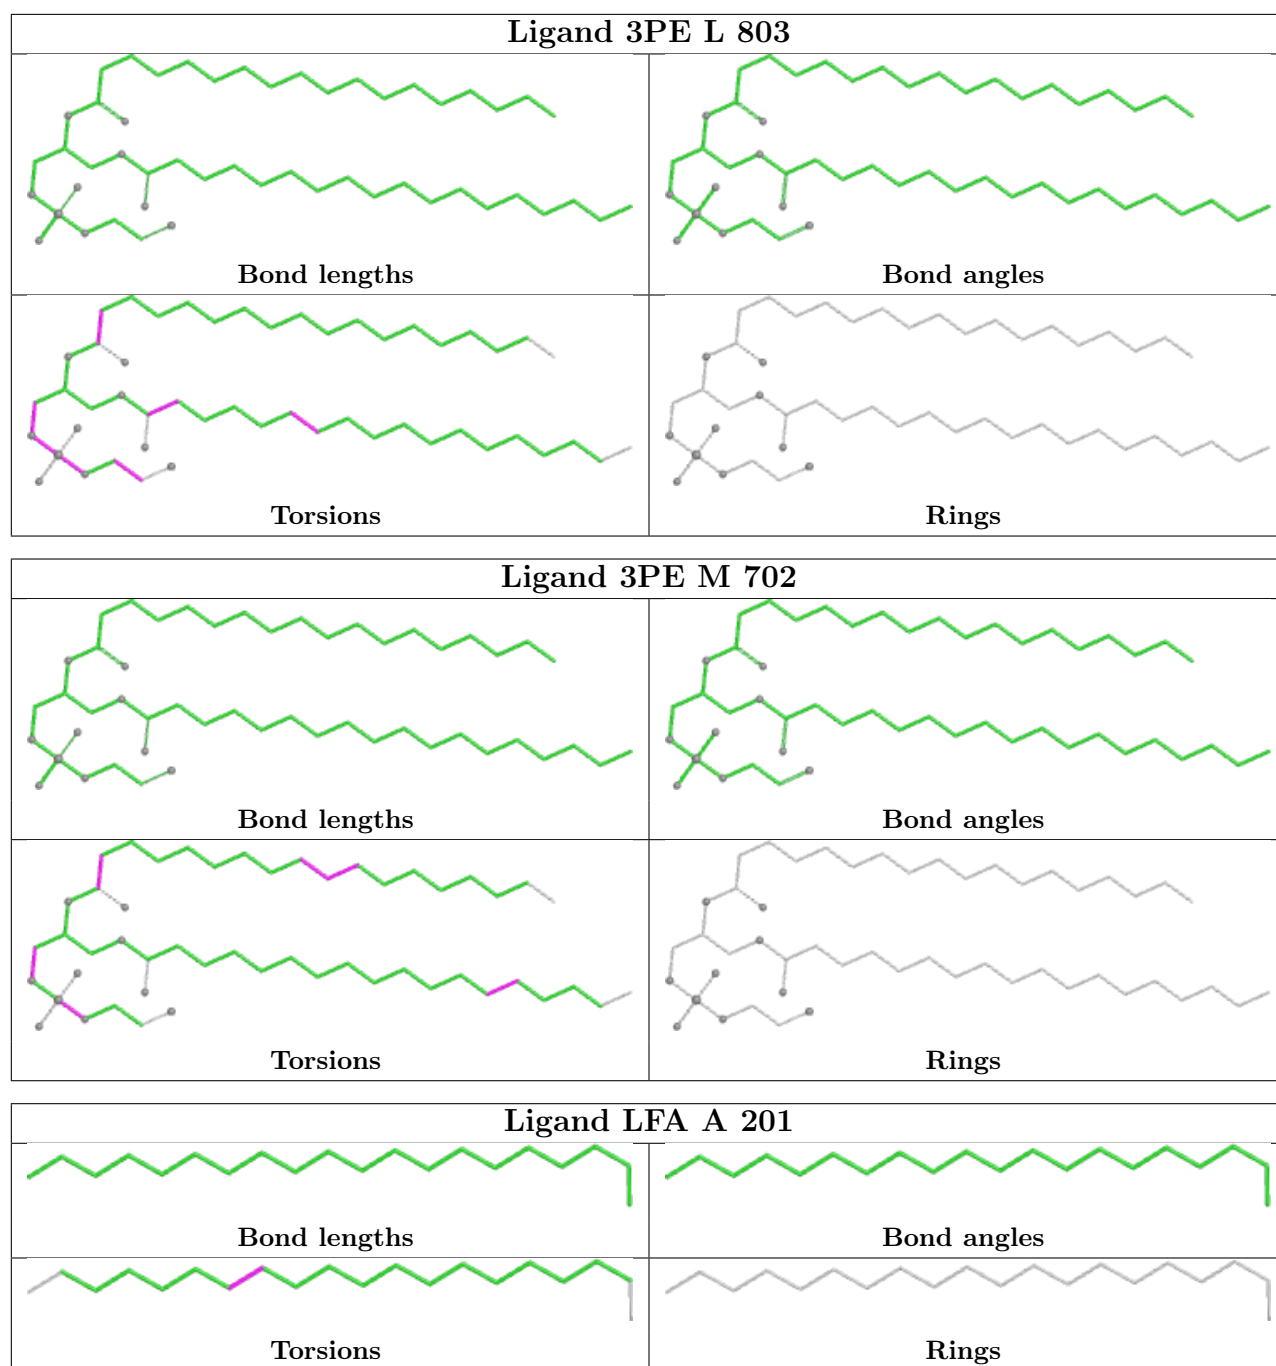 Ligand 3PE L 803
Bond lengths
Bond angles
Torsions
Rings
Ligand 3PE M 702
Bond lengths
Bond angles
Torsions
Rings
Ligand LFA A 201
Bond lengths
Bond angles
Torsions
Rings